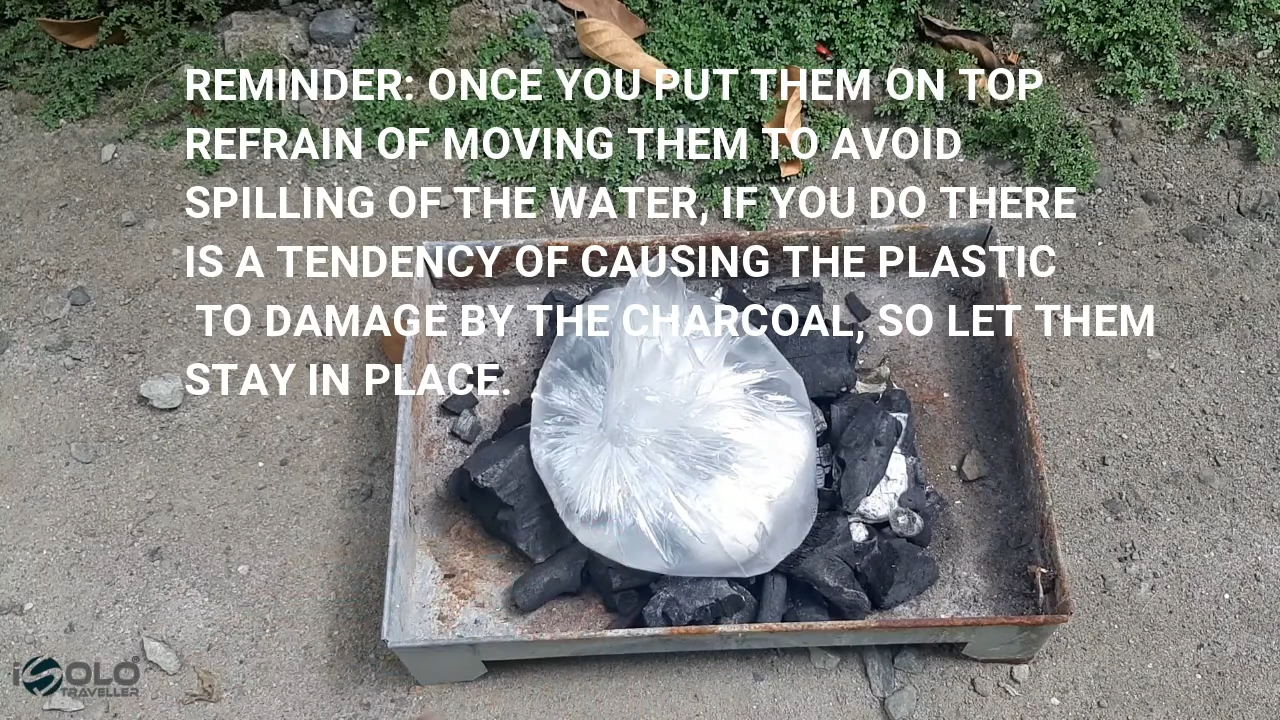 REMINDER: ONCE YOU PUT THEM ON TOP
REFRAIN OF MOVING THEM TO AVOID
SPILLING OF THE WATER, IF YOU DO THERE
IS A TENDENCY OF CAUSING THE PLASTIC
TO DAMAGE BY THE CHARCOAL, SO LET THEM
STAY IN PLACE.
iSOLO
TRAVELLER